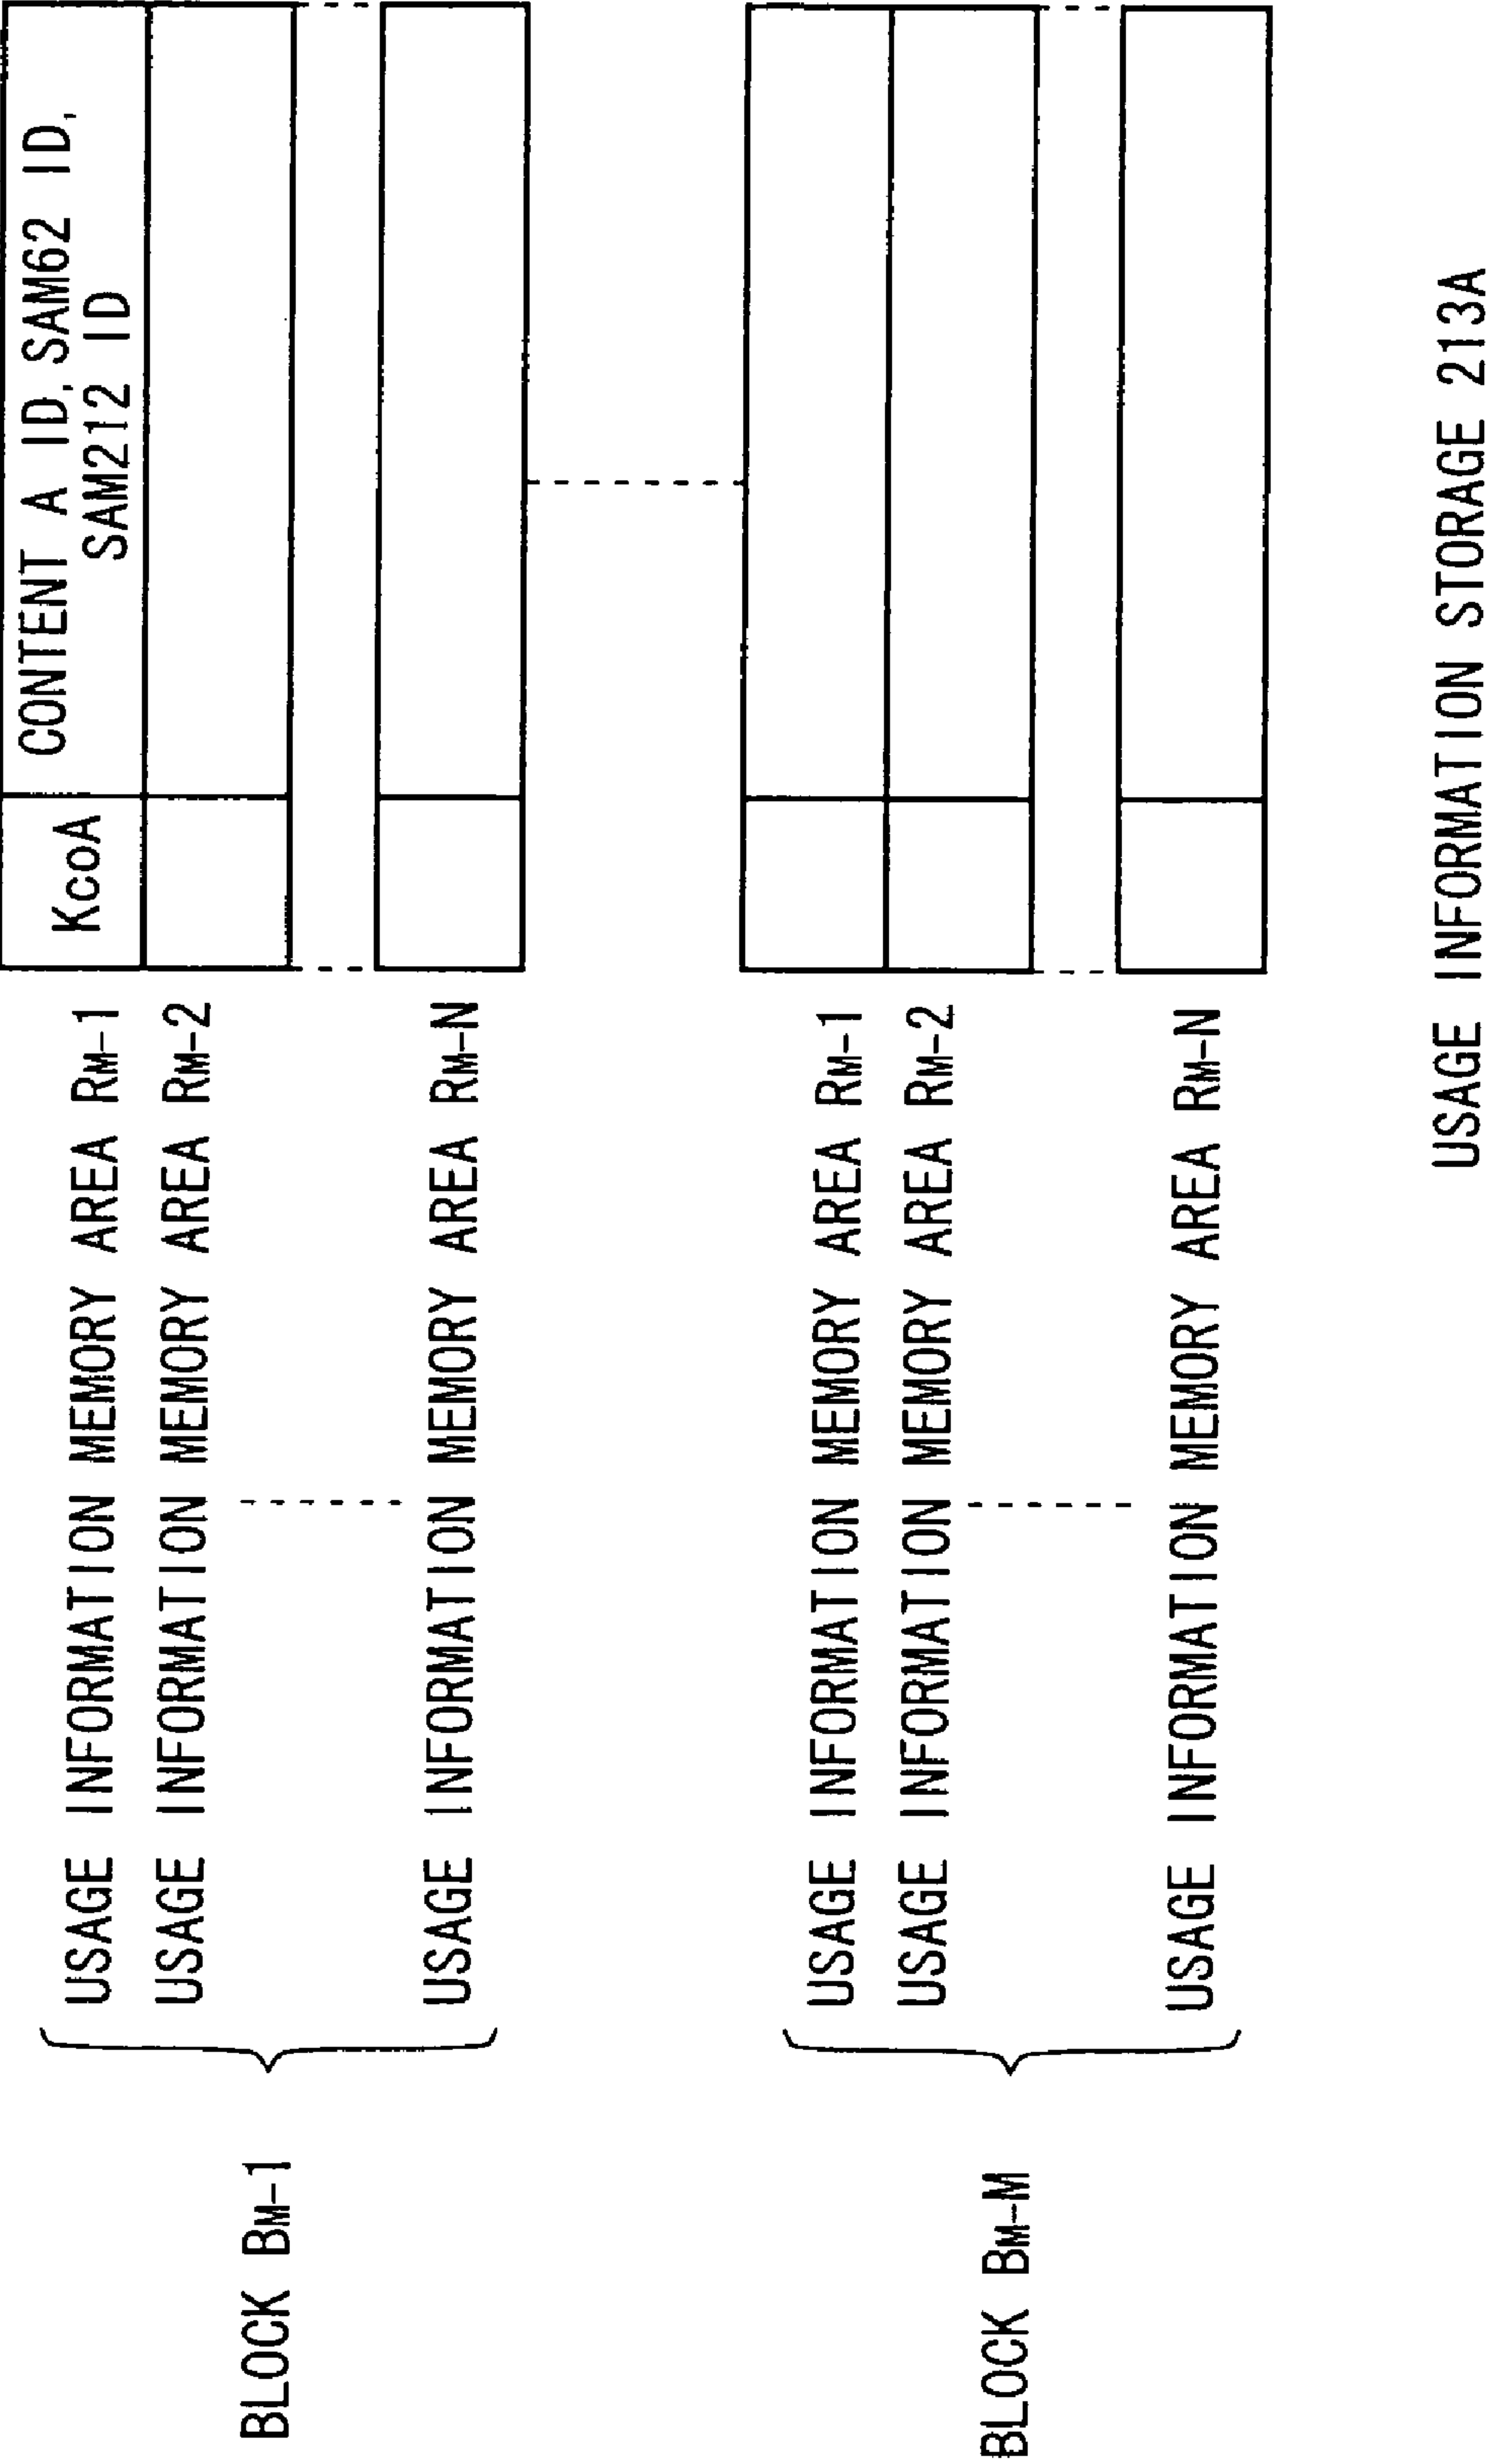 BLOCK BM-1
USAGE INFORMATION MEMORY AREA RM-1
KcoA
CONTENT A ID, SAM62 ID,
SAM212 ID
USAGE INFORMATION MEMORY AREA RM-2
USAGE INFORMATION MEMORY AREA RM-N
BLOCK BM-M
USAGE INFORMATION MEMORY AREA RM-1
USAGE INFORMATION MEMORY AREA RM-2
USAGE INFORMATION MEMORY AREA RM-N
USAGE INFORMATION STORAGE 213A